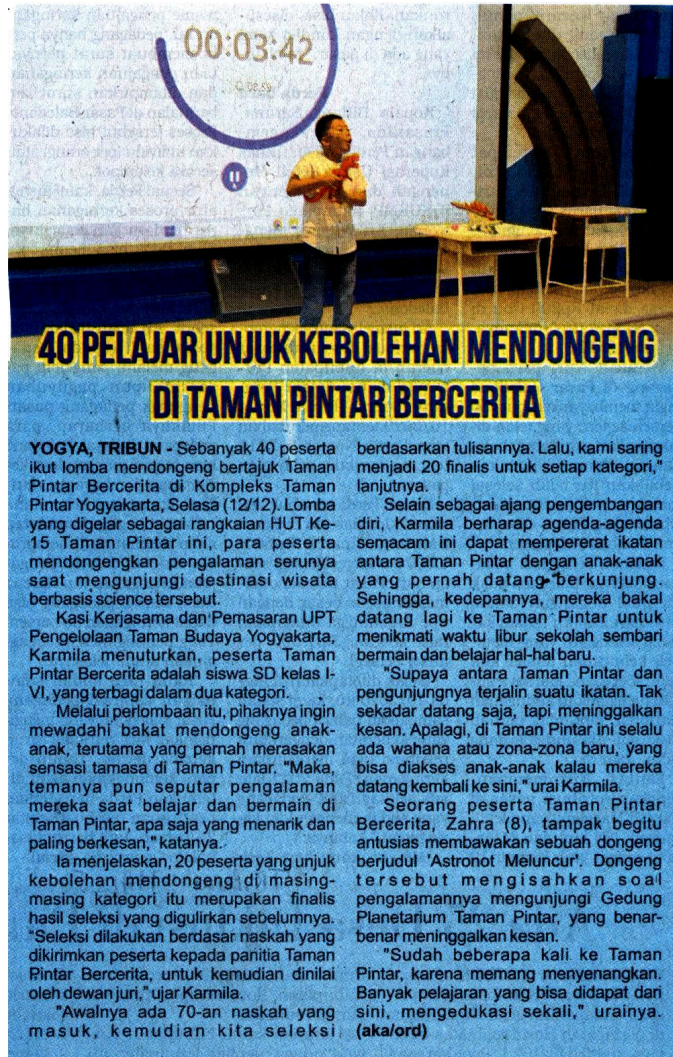 00:03:42
40 PELAJAR UNJUK KEBOLEHAN MENDONGENG
DI TAMAN PINTAR BERCERITA
YOGYA, TRIBUN - Sebanyak 40 peserta
ikut lomba mendongeng bertajuk Taman
Pintar Bercerita di Kompleks Taman
Pintar Yogyakarta, Selasa (12/12). Lomba
yang digelar sebagai rangkaian HUT Ke-
15 Taman Pintar ini, para peserta
mendongengkan pengalaman serunya
saat mengunjungi destinasi wisata
berbasis science tersebut.
Kasi Kerjasama dan Pemasaran UPT
Pengelolaan Taman Budaya Yogyakarta,
Karmila menuturkan, peserta Taman
Pintar Bercerita adalah siswa SD kelas I-
VI, yang terbagi dalam dua kategori.
Melalui perlombaan itu, pihaknya ingin
mewadahi bakat mendongeng anak-
anak, terutama yang pernah merasakan
sensasi tamasa di Taman Pintar. "Maka,
temanya pun seputar pengalaman
mereka saat belajar dan bermain di
Taman Pintar, apa saja yang menarik dan
paling berkesan," katanya.
Ia menjelaskan, 20 peserta yang unjuk
kebolehan mendongeng di masing-
masing kategori itu merupakan finalis
hasil seleksi yang digulirkan sebelumnya.
"Seleksi dilakukan berdasar naskah yang
dikirimkan peserta kepada panitia Taman
Pintar Bercerita, untuk kemudian dinilai
oleh dewan juri," ujar Karmila.
"Awalnya ada 70-an naskah yang
masuk, kemudian kita seleksi
berdasarkan tulisannya. Lalu, kami saring
menjadi 20 finalis untuk setiap kategori,"
lanjutnya.
Selain sebagai ajang pengembangan
diri, Karmila berharap agenda-agenda
semacam ini dapat mempererat ikatan
antara Taman Pintar dengan anak-anak
yang pernah datang berkunjung.
Sehingga, kedepannya, mereka bakal
datang lagi ke Taman Pintar untuk
menikmati waktu libur sekolah sembari
bermain dan belajar hal-hal baru.
"Supaya antara Taman Pintar dan
pengunjungnya terjalin suatu ikatan. Tak
sekadar datang saja, tapi meninggalkan
kesan. Apalagi, di Taman Pintar ini selalu
ada wahana atau zona-zona baru, yang
bisa diakses anak-anak kalau mereka
datang kembali ke sini," urai Karmila.
Seorang peserta Taman Pintar
Bercerita, Zahra (8), tampak begitu
antusias membawakan sebuah dongeng
berjudul 'Astronot Meluncur'. Dongeng
tersebut mengisahkan soal
pengalamannya mengunjungi Gedung
Planetarium Taman Pintar, yang benar-
benar meninggalkan kesan.
"Sudah beberapa kali ke Taman
Pintar, karena memang menyenangkan.
Banyak pelajaran yang bisa didapat dari
sini, mengedukasi sekali," urainya.
(aka/ord)